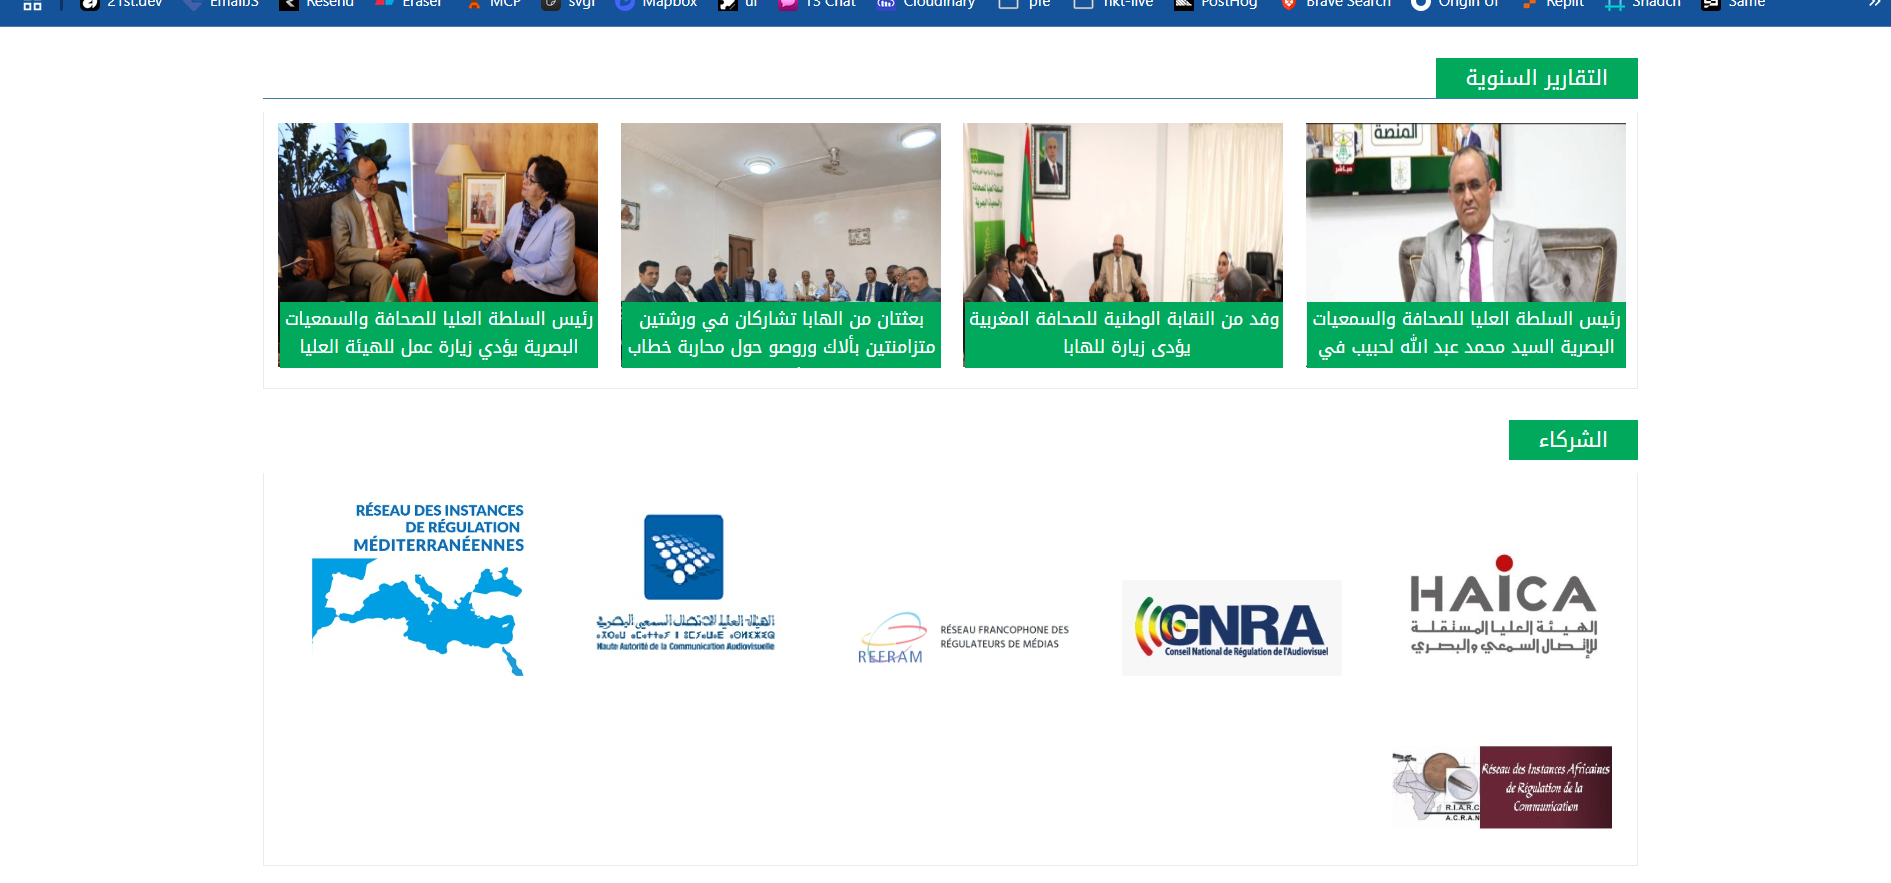 21st.dev
EmailJS
Resend
Eraser
MCP
svgl
Mapbox
ui
T3 Chat
Cloudinary
pfe
nkt-live
PostHog
Brave Search
Origin UI
Replit
Shadcn
Same
»
التقارير السنوية
المنصة
مباشر
رئيس السلطة العليا للصحافة والسمعيات
البصرية السيد محمد عبد الله لحبيب في
وفد من النقابة الوطنية للصحافة المغربية
يؤدى زيارة للهابا
بعثتان من الهابا تشاركان في ورشتين
متزامنتين بألاك وروصو حول محاربة خطاب
رئيس السلطة العليا للصحافة والسمعيات
البصرية يؤدي زيارة عمل للهيئة العليا
الشركاء
HAICA
الهيئة العليا المستقلة
للإتصال السمعي والبصري
CNRA
Conseil National de Régulation de l'Audiovisuel
REFRAM
RÉSEAU FRANCOPHONE DES
RÉGULATEURS DE MÉDIAS
الهيئة العليا للاتصال السمعي البصري
Haute Autorité de la Communication Audiovisuelle
RÉSEAU DES INSTANCES
DE RÉGULATION
MÉDITERRANÉENNES
R.I.A.R.C
A.C.R.A.N
Réseau des Instances Africaines
de Régulation de la
Communication